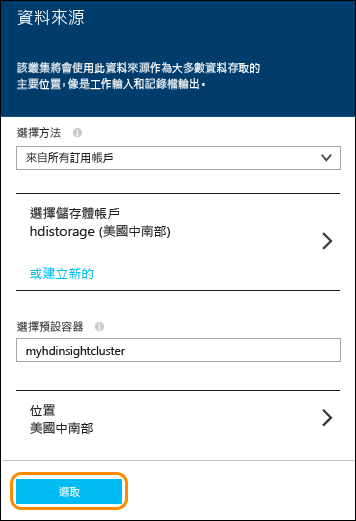 資料來源
該叢集將會使用此資料來源作為大多數資料存取的
主要位置，像是工作輸入和記錄檔輸出。
選擇方法
來自所有訂用帳戶
選擇儲存體帳戶
hdistorage (美國中南部)
或建立新的
選擇預設容器
myhdinsightcluster
位置
美國中南部
選取